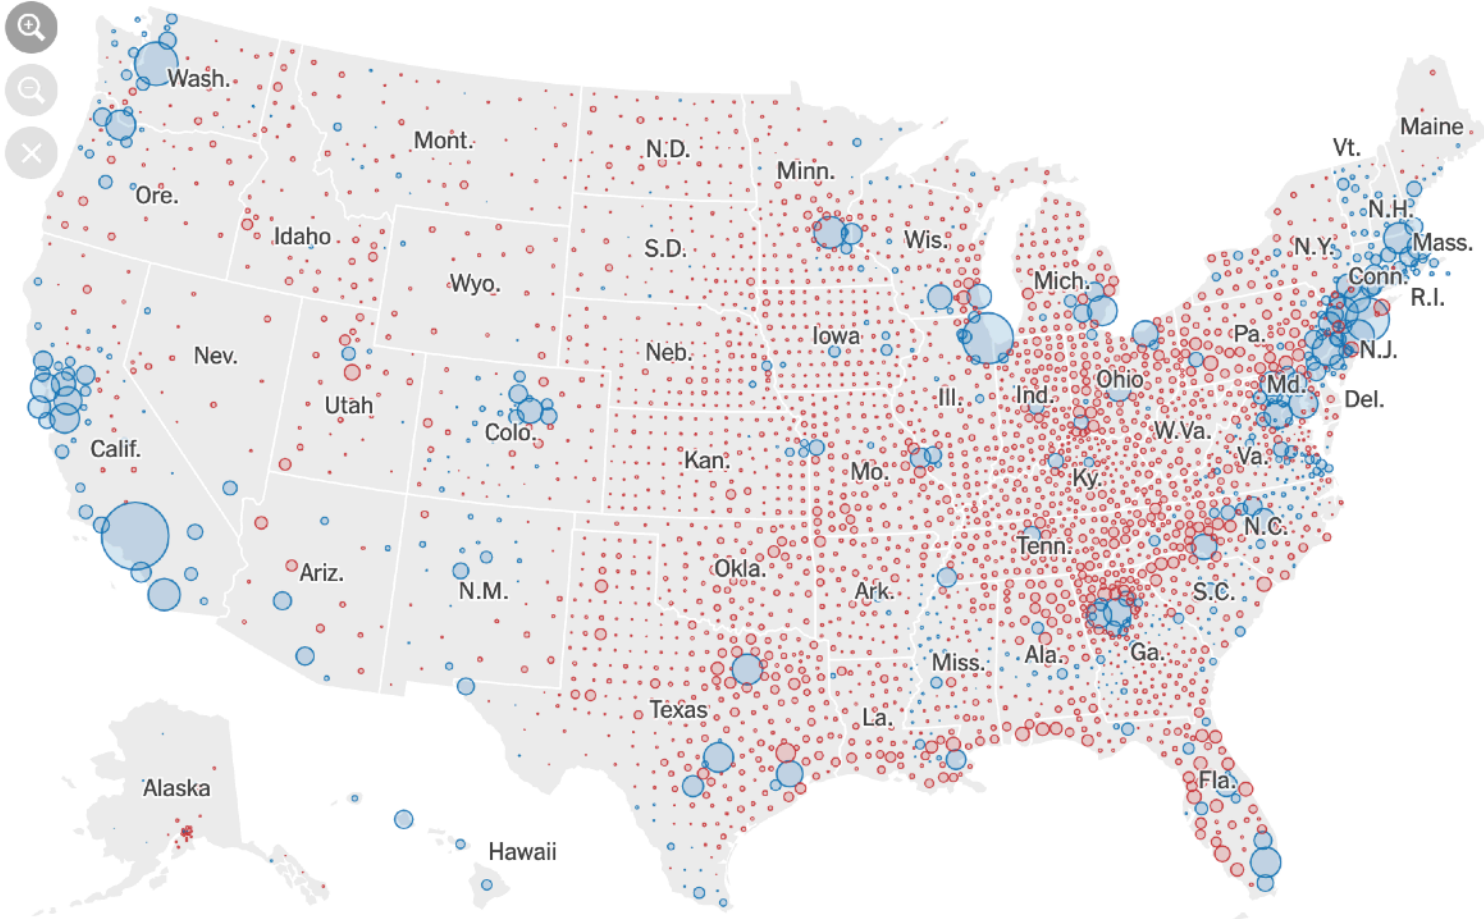 Wash.
Maine
Mont.
Vt.
N.D.
Minn.
Ore.
N.H.
Idaho
S.D.
Wis.
N.Y.
Mass.
Wyo.
Mich.
Conn.
R.I.
Nev.
Neb.
Iowa
Pa.
N.J.
Utah
Ill.
Ind.
Ohio
Md.
Del.
Colo.
Calif.
Kan.
Mo.
Ky.
W.Va.
Va.
Ariz.
N.M.
Okla.
Ark.
Tenn.
N.C.
S.C.
Texas
La.
Miss.
Ala.
Ga.
Alaska
Fla.
Hawaii